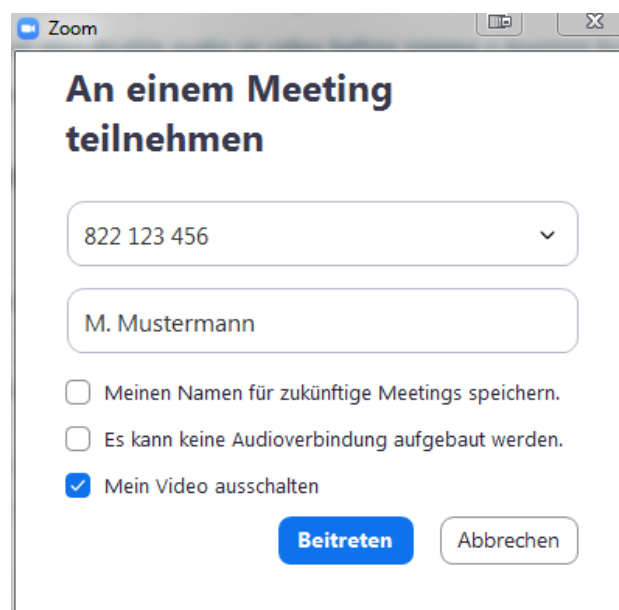 Zoom
An einem Meeting
teilnehmen
822 123 456
M. Mustermann
Meinen Namen für zukünftige Meetings speichern.
Es kann keine Audioverbindung aufgebaut werden.
Mein Video ausschalten
Beitreten Abbrechen